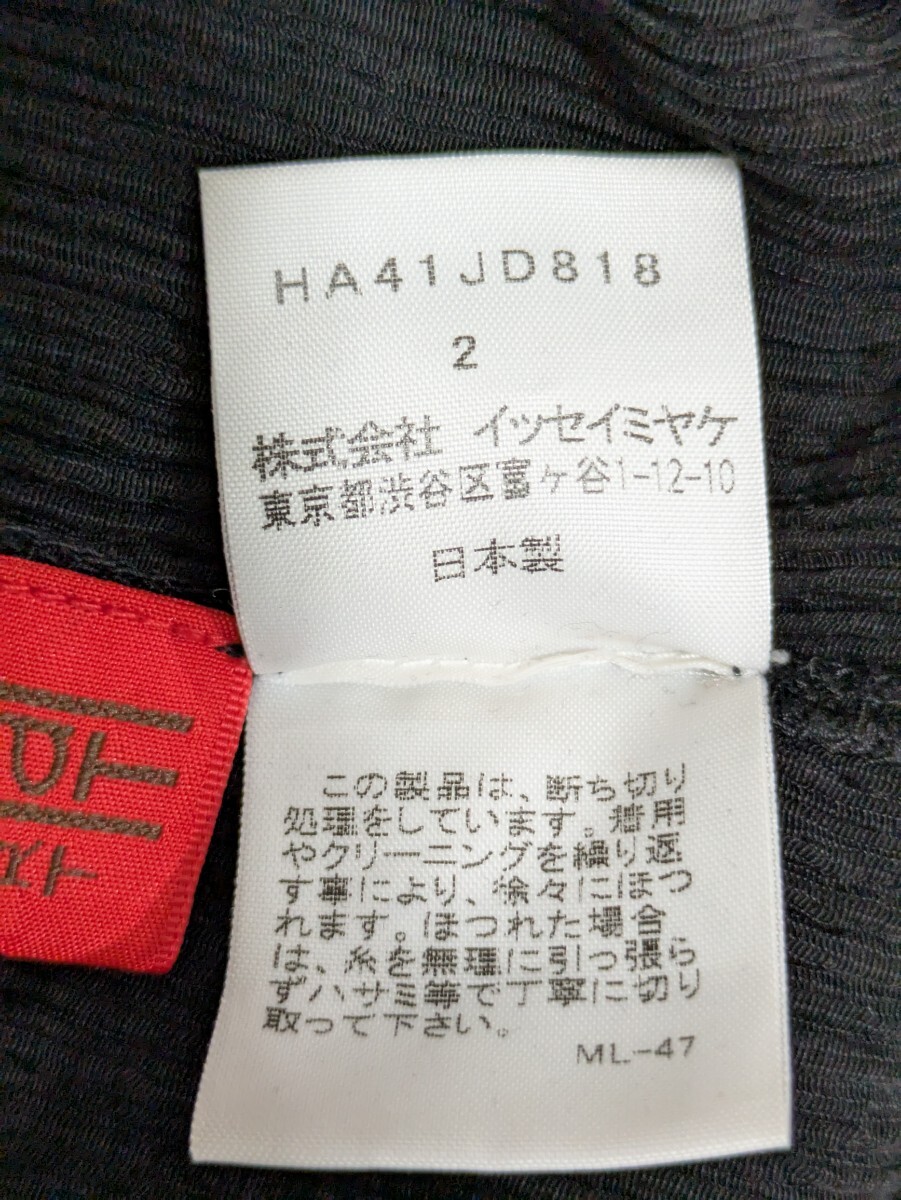 HA41JD818
2
株式会社 イッセイミヤケ
東京都渋谷区富ヶ谷1-12-10
日本製
この製品は、断ち切り
処理をしています。着用
やクリーニングを繰り返
す事により、徐々にほつ
れます。ほつれた場合
は、糸を無理に引っ張ら
ずハサミ等で丁寧に切り
取って下さい。
ML-47